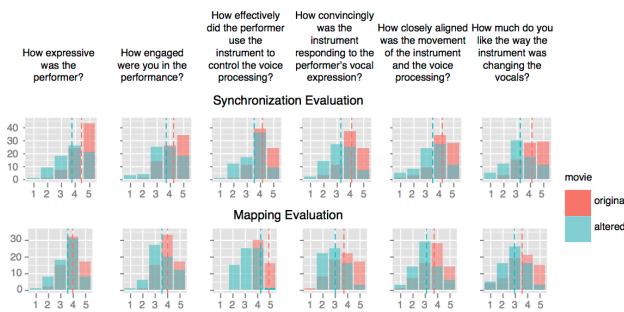 How expressive
was the
performer?
How engaged
were you in the
performance?
How effectively
did the performer
use the
instrument to
control the voice
processing?
How convincingly
was the
instrument
responding to the
performer's vocal
expression?
How closely aligned
was the movement
of the instrument
and the voice
processing?
How much do you
like the way the
instrument was
changing the
vocals?
Synchronization Evaluation
40
30
20
10
0
1 2 3 4 5
1 2 3 4 5
1 2 3 4 5
1 2 3 4 5
1 2 3 4 5
1 2 3 4 5
movie
origina
altered
Mapping Evaluation
30
20
10
0
1 2 3 4 5
1 2 3 4 5
1 2 3 4 5
1 2 3 4 5
1 2 3 4 5
1 2 3 4 5